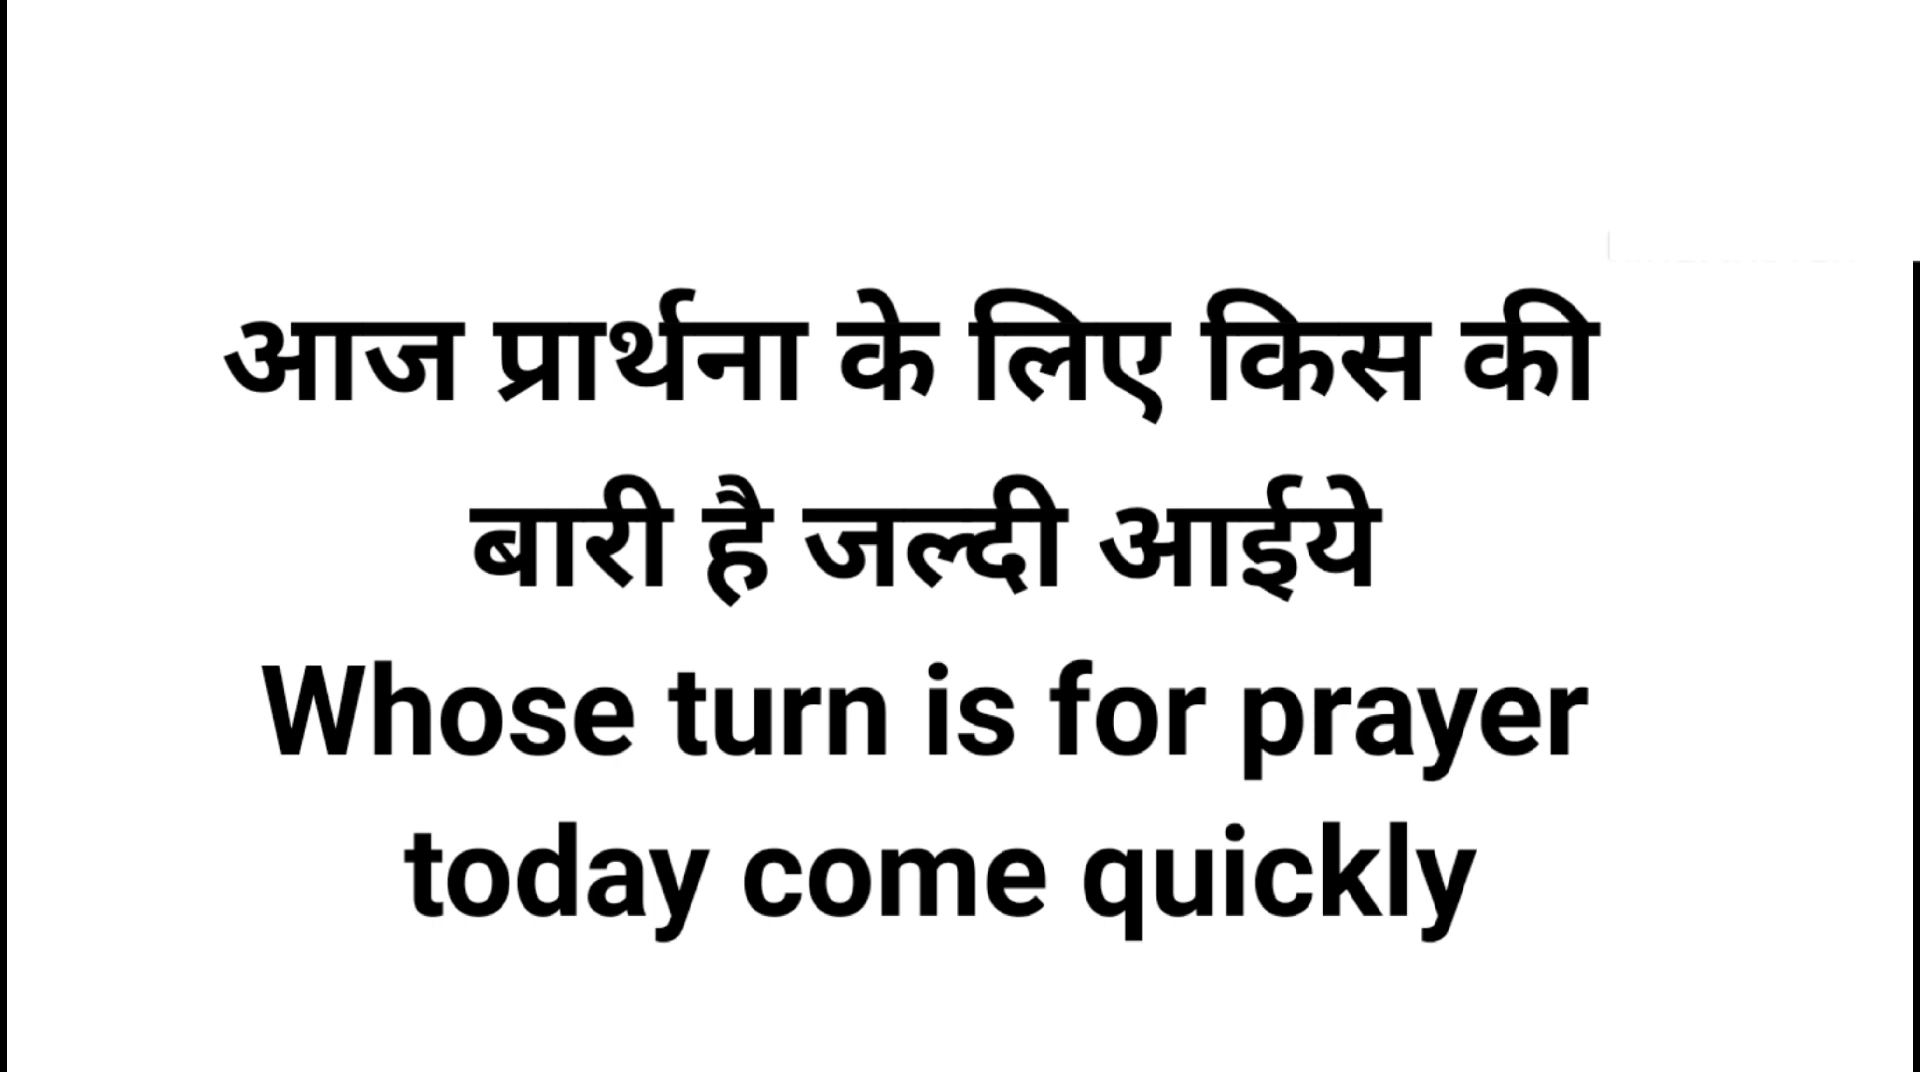 आज प्रार्थना के लिए किस की
बारी है जल्दी आईये
Whose turn is for prayer
today come quickly